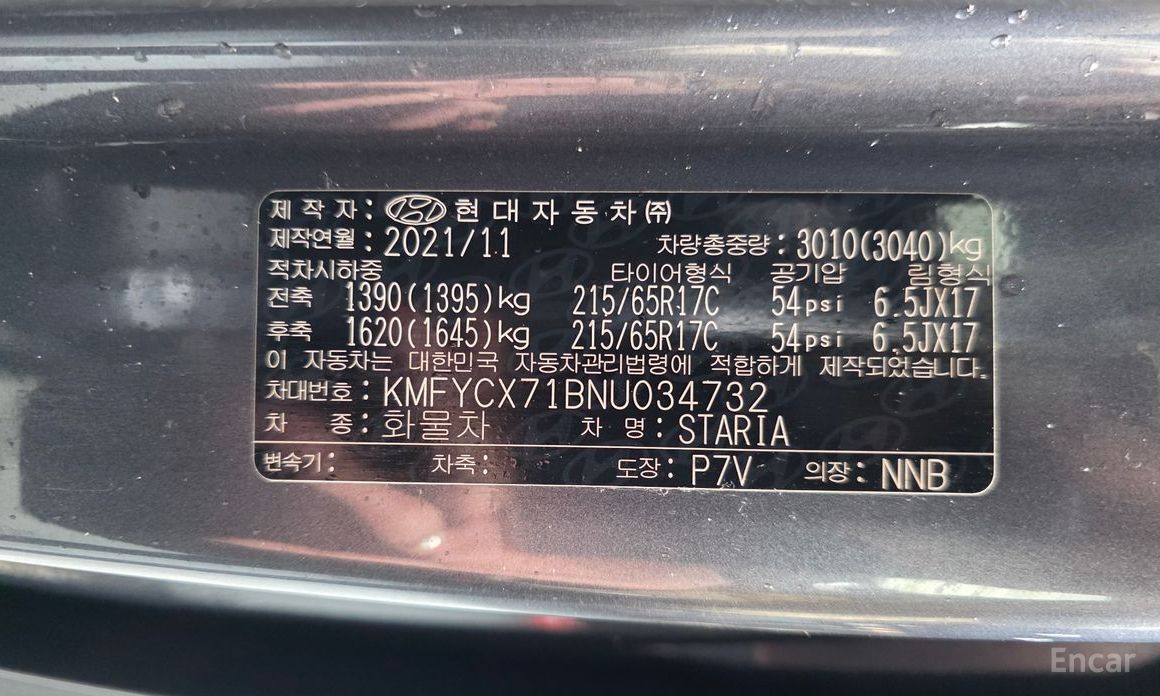 제 작 자 : 현 대 자 동 차 ㈜
제작연월 : 2021/11 차량총중량 : 3010(3040)kg
적차시하중 타이어형식 공기압 림형식
전축 1390(1395)kg 215/65R17C 54psi 6.5JX17
후축 1620(1645)kg 215/65R17C 54psi 6.5JX17
이 자동차는 대한민국 자동차관리법령에 적합하게 제작되었습니다.
차대번호 : KMFYCX71BNU034732
차 종 : 화물차 차 명 : STARIA
변속기 : 차축 : 도장 : P7V 의장 : NNB
Encar